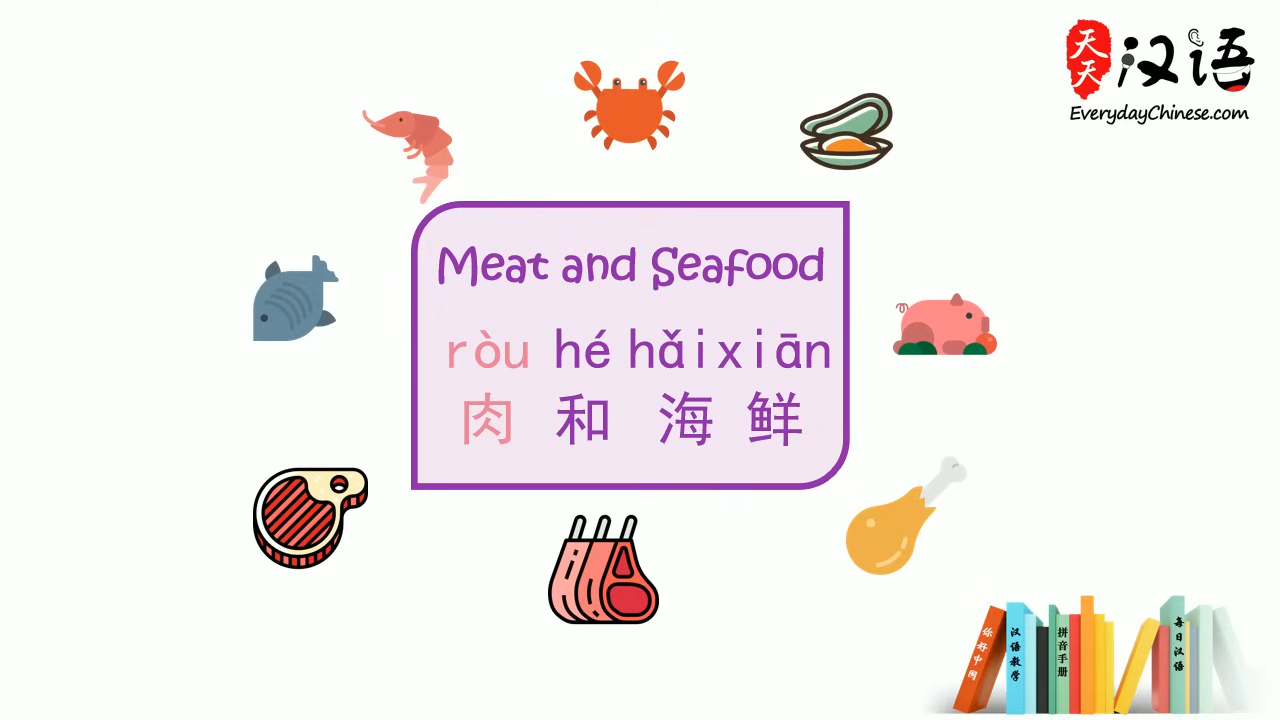 天天汉语
EverydayChinese.com
Meat and Seafood
ròu hé hǎixiān
肉 和 海 鲜
你好中国
汉语教学
拼音手册
每日汉语